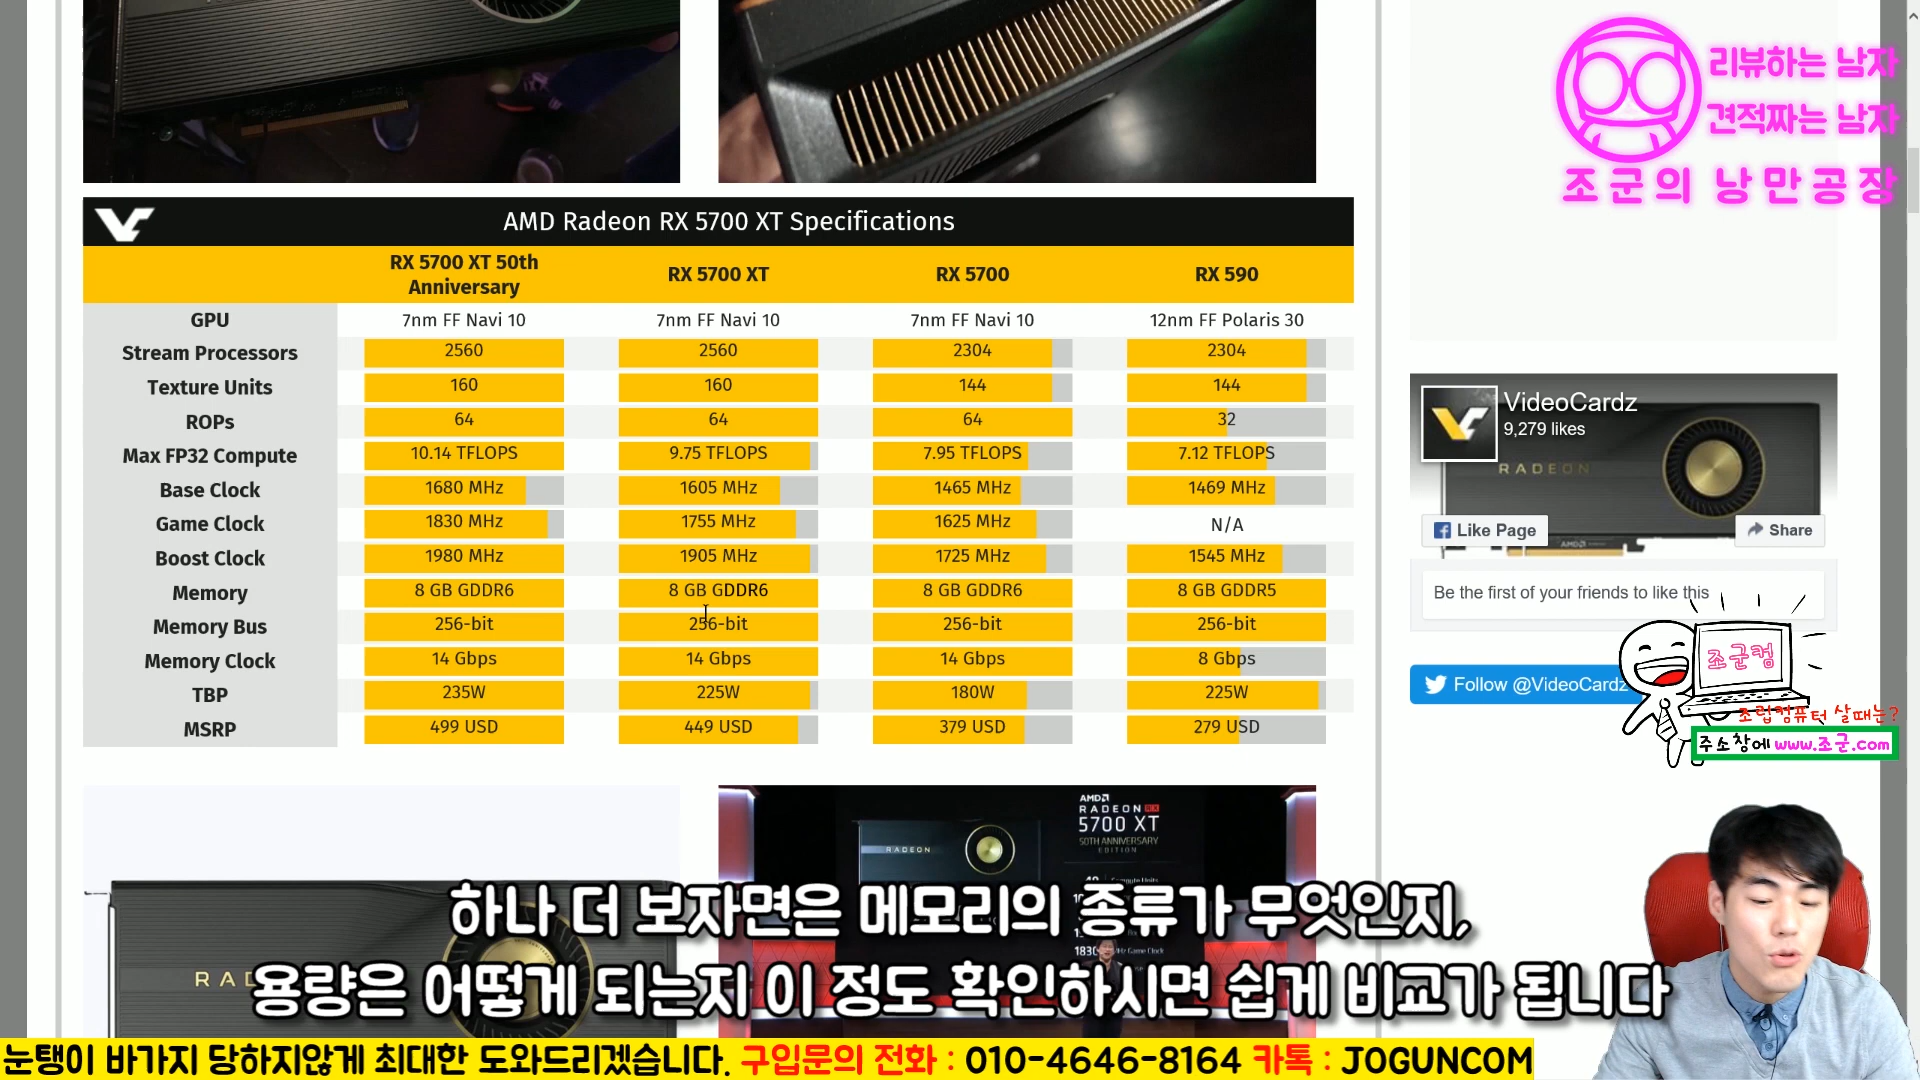 리뷰하는 남자
견적짜는 남자
조군의 낭만공장
AMD Radeon RX 5700 XT Specifications
RX 5700 XT 50th Anniversary RX 5700 XT RX 5700 RX 590
GPU 7nm FF Navi 10 7nm FF Navi 10 7nm FF Navi 10 12nm FF Polaris 30
Stream Processors 2560 2560 2304 2304
Texture Units 160 160 144 144
ROPs 64 64 64 32
Max FP32 Compute 10.14 TFLOPS 9.75 TFLOPS 7.95 TFLOPS 7.12 TFLOPS
Base Clock 1680 MHz 1605 MHz 1465 MHz 1469 MHz
Game Clock 1830 MHz 1755 MHz 1625 MHz N/A
Boost Clock 1980 MHz 1905 MHz 1725 MHz 1545 MHz
Memory 8 GB GDDR6 8 GB GDDR6 8 GB GDDR6 8 GB GDDR5
Memory Bus 256-bit 256-bit 256-bit 256-bit
Memory Clock 14 Gbps 14 Gbps 14 Gbps 8 Gbps
TBP 235W 225W 180W 225W
MSRP 499 USD 449 USD 379 USD 279 USD
VideoCardz
9,279 likes
RADEON
Like Page Share
Be the first of your friends to like this
Follow @VideoCardz
조군컴
조립컴퓨터 살때는?
주소창에 www.조군.com
AMD
RADEON RX
5700 XT
50TH ANNIVERSARY
EDITION
RADEON
하나 더 보자면은 메모리의 종류가 무엇인지,
용량은 어떻게 되는지 이 정도 확인하시면 쉽게 비교가 됩니다
눈탱이 바가지 당하지않게 최대한 도와드리겠습니다. 구입문의 전화 : 010-4646-8164 카톡 : JOGUNCOM